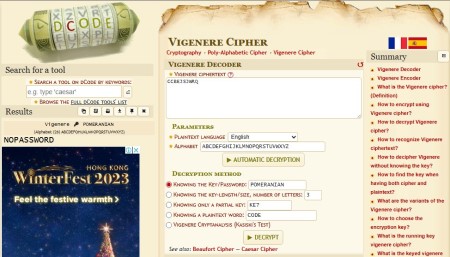 DCODE
Search for a tool
★ SEARCH A TOOL ON DCODE BY KEYWORDS:
e.g. type 'caesar'
★ BROWSE THE FULL DCODE TOOLS' LIST
Results
Vigenere POMERANIAN
(Alphabet (26) ABCDEFGHIJKLMNOPQRSTUVWXYZ)
NOPASSWORD
HONG KONG
WINTERFEST 2023
Feel the festive warmth
VIGENERE CIPHER
Cryptography › Poly-Alphabetic Cipher › Vigenere Cipher
VIGENERE DECODER
★ VIGENERE CIPHERTEXT (?)
CCBEJSJWRQ
PARAMETERS
★ PLAINTEXT LANGUAGE English
★ ALPHABET ABCDEFGHIJKLMNOPQRSTUVWXYZ
▶ AUTOMATIC DECRYPTION
DECRYPTION METHOD
KNOWING THE KEY/PASSWORD: POMERANIAN
KNOWING THE KEY-LENGTH/SIZE, NUMBER OF LETTERS: 3
KNOWING ONLY A PARTIAL KEY: KE?
KNOWING A PLAINTEXT WORD: CODE
VIGENERE CRYPTANALYSIS (KASISKI'S TEST)
▶ DECRYPT
See also: Beaufort Cipher — Caesar Cipher
Summary
Vigenere Decoder
Vigenere Encoder
What is the Vigenere cipher?
(Definition)
How to encrypt using
Vigenere cipher?
How to decrypt Vigenere
cipher?
How to recognize Vigenere
ciphertext?
How to decipher Vigenere
without knowing the key?
How to find the key when
having both cipher and
plaintext?
What are the variants of the
Vigenere cipher?
How to choose the
encryption key?
What is the running key
vigenere cipher?
What is the keyed vigenere